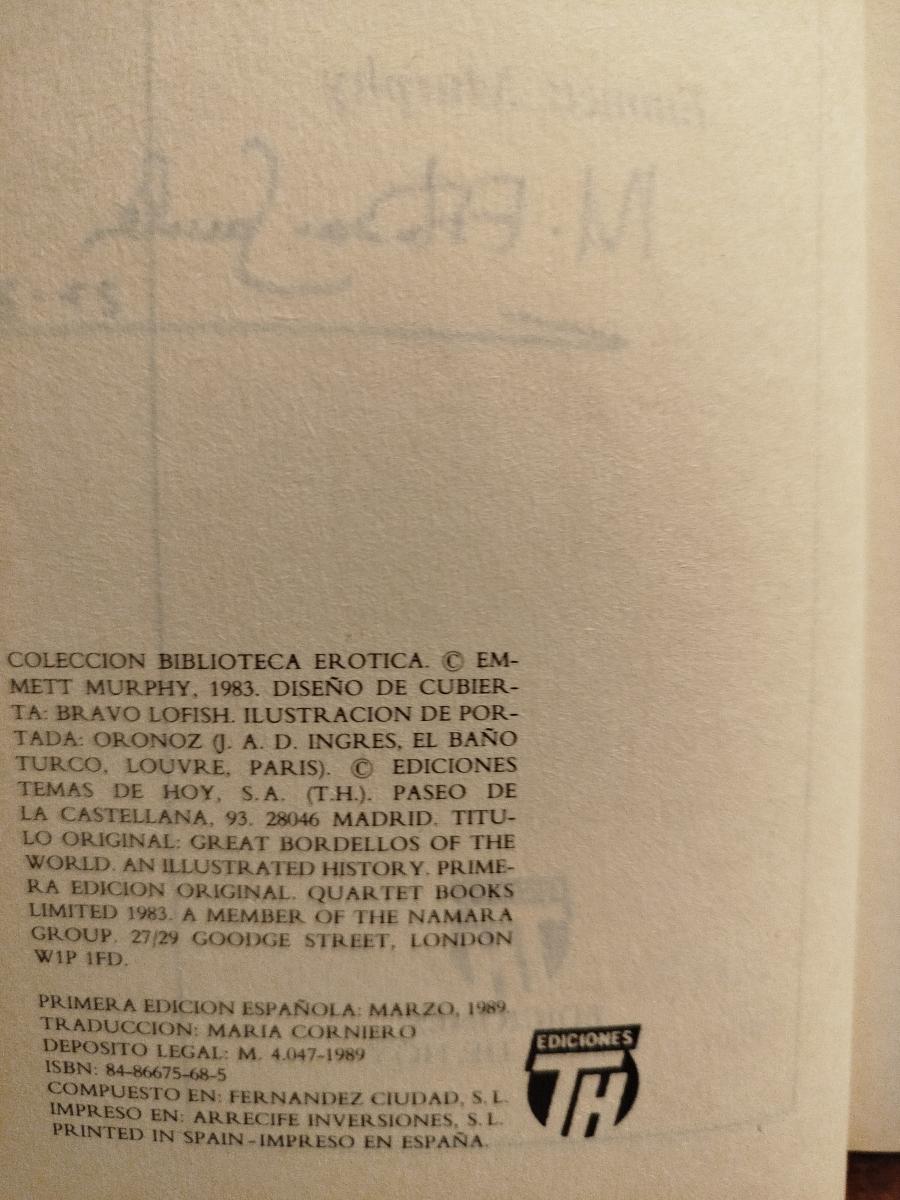 Emmett Murphy
COLECCION BIBLIOTECA EROTICA. © EM-
METT MURPHY, 1983. DISEÑO DE CUBIER-
TA: BRAVO LOFISH. ILUSTRACION DE POR-
TADA: ORONOZ (J. A. D. INGRES, EL BAÑO
TURCO, LOUVRE, PARIS). © EDICIONES
TEMAS DE HOY, S.A. (T.H.). PASEO DE
LA CASTELLANA, 93. 28046 MADRID. TITU-
LO ORIGINAL: GREAT BORDELLOS OF THE
WORLD. AN ILLUSTRATED HISTORY. PRIME-
RA EDICION ORIGINAL. QUARTET BOOKS
LIMITED 1983. A MEMBER OF THE NAMARA
GROUP. 27/29 GOODGE STREET, LONDON
W1P 1FD.
PRIMERA EDICION ESPAÑOLA: MARZO, 1989.
TRADUCCION: MARIA CORNIERO
DEPOSITO LEGAL: M. 4.047-1989
ISBN: 84-86675-68-5
COMPUESTO EN: FERNANDEZ CIUDAD, S. L.
IMPRESO EN: ARRECIFE INVERSIONES, S. L.
PRINTED IN SPAIN-IMPRESO EN ESPAÑA.
EDICIONES
TH